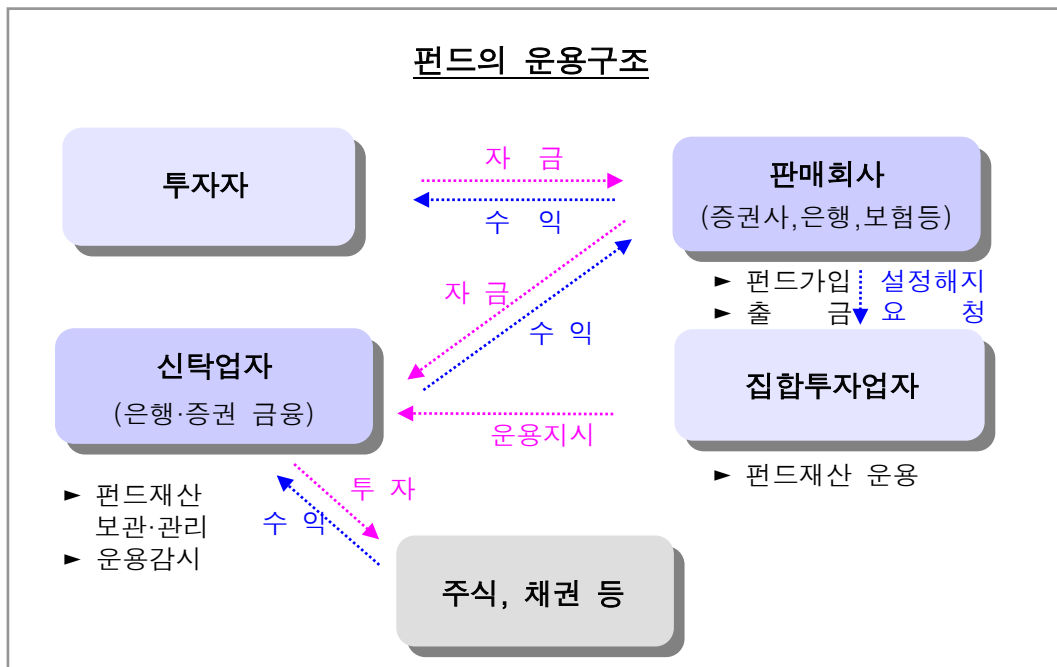 펀드의 운용구조
투자자
자 금
수 익
판매회사
(증권사,은행,보험등)
► 펀드가입
► 출 금
설정해지
요 청
자 금
수 익
신탁업자
(은행·증권 금융)
집합투자업자
운용지시
► 펀드재산 운용
► 펀드재산
보관·관리
► 운용감시
투 자
수 익
주식, 채권 등